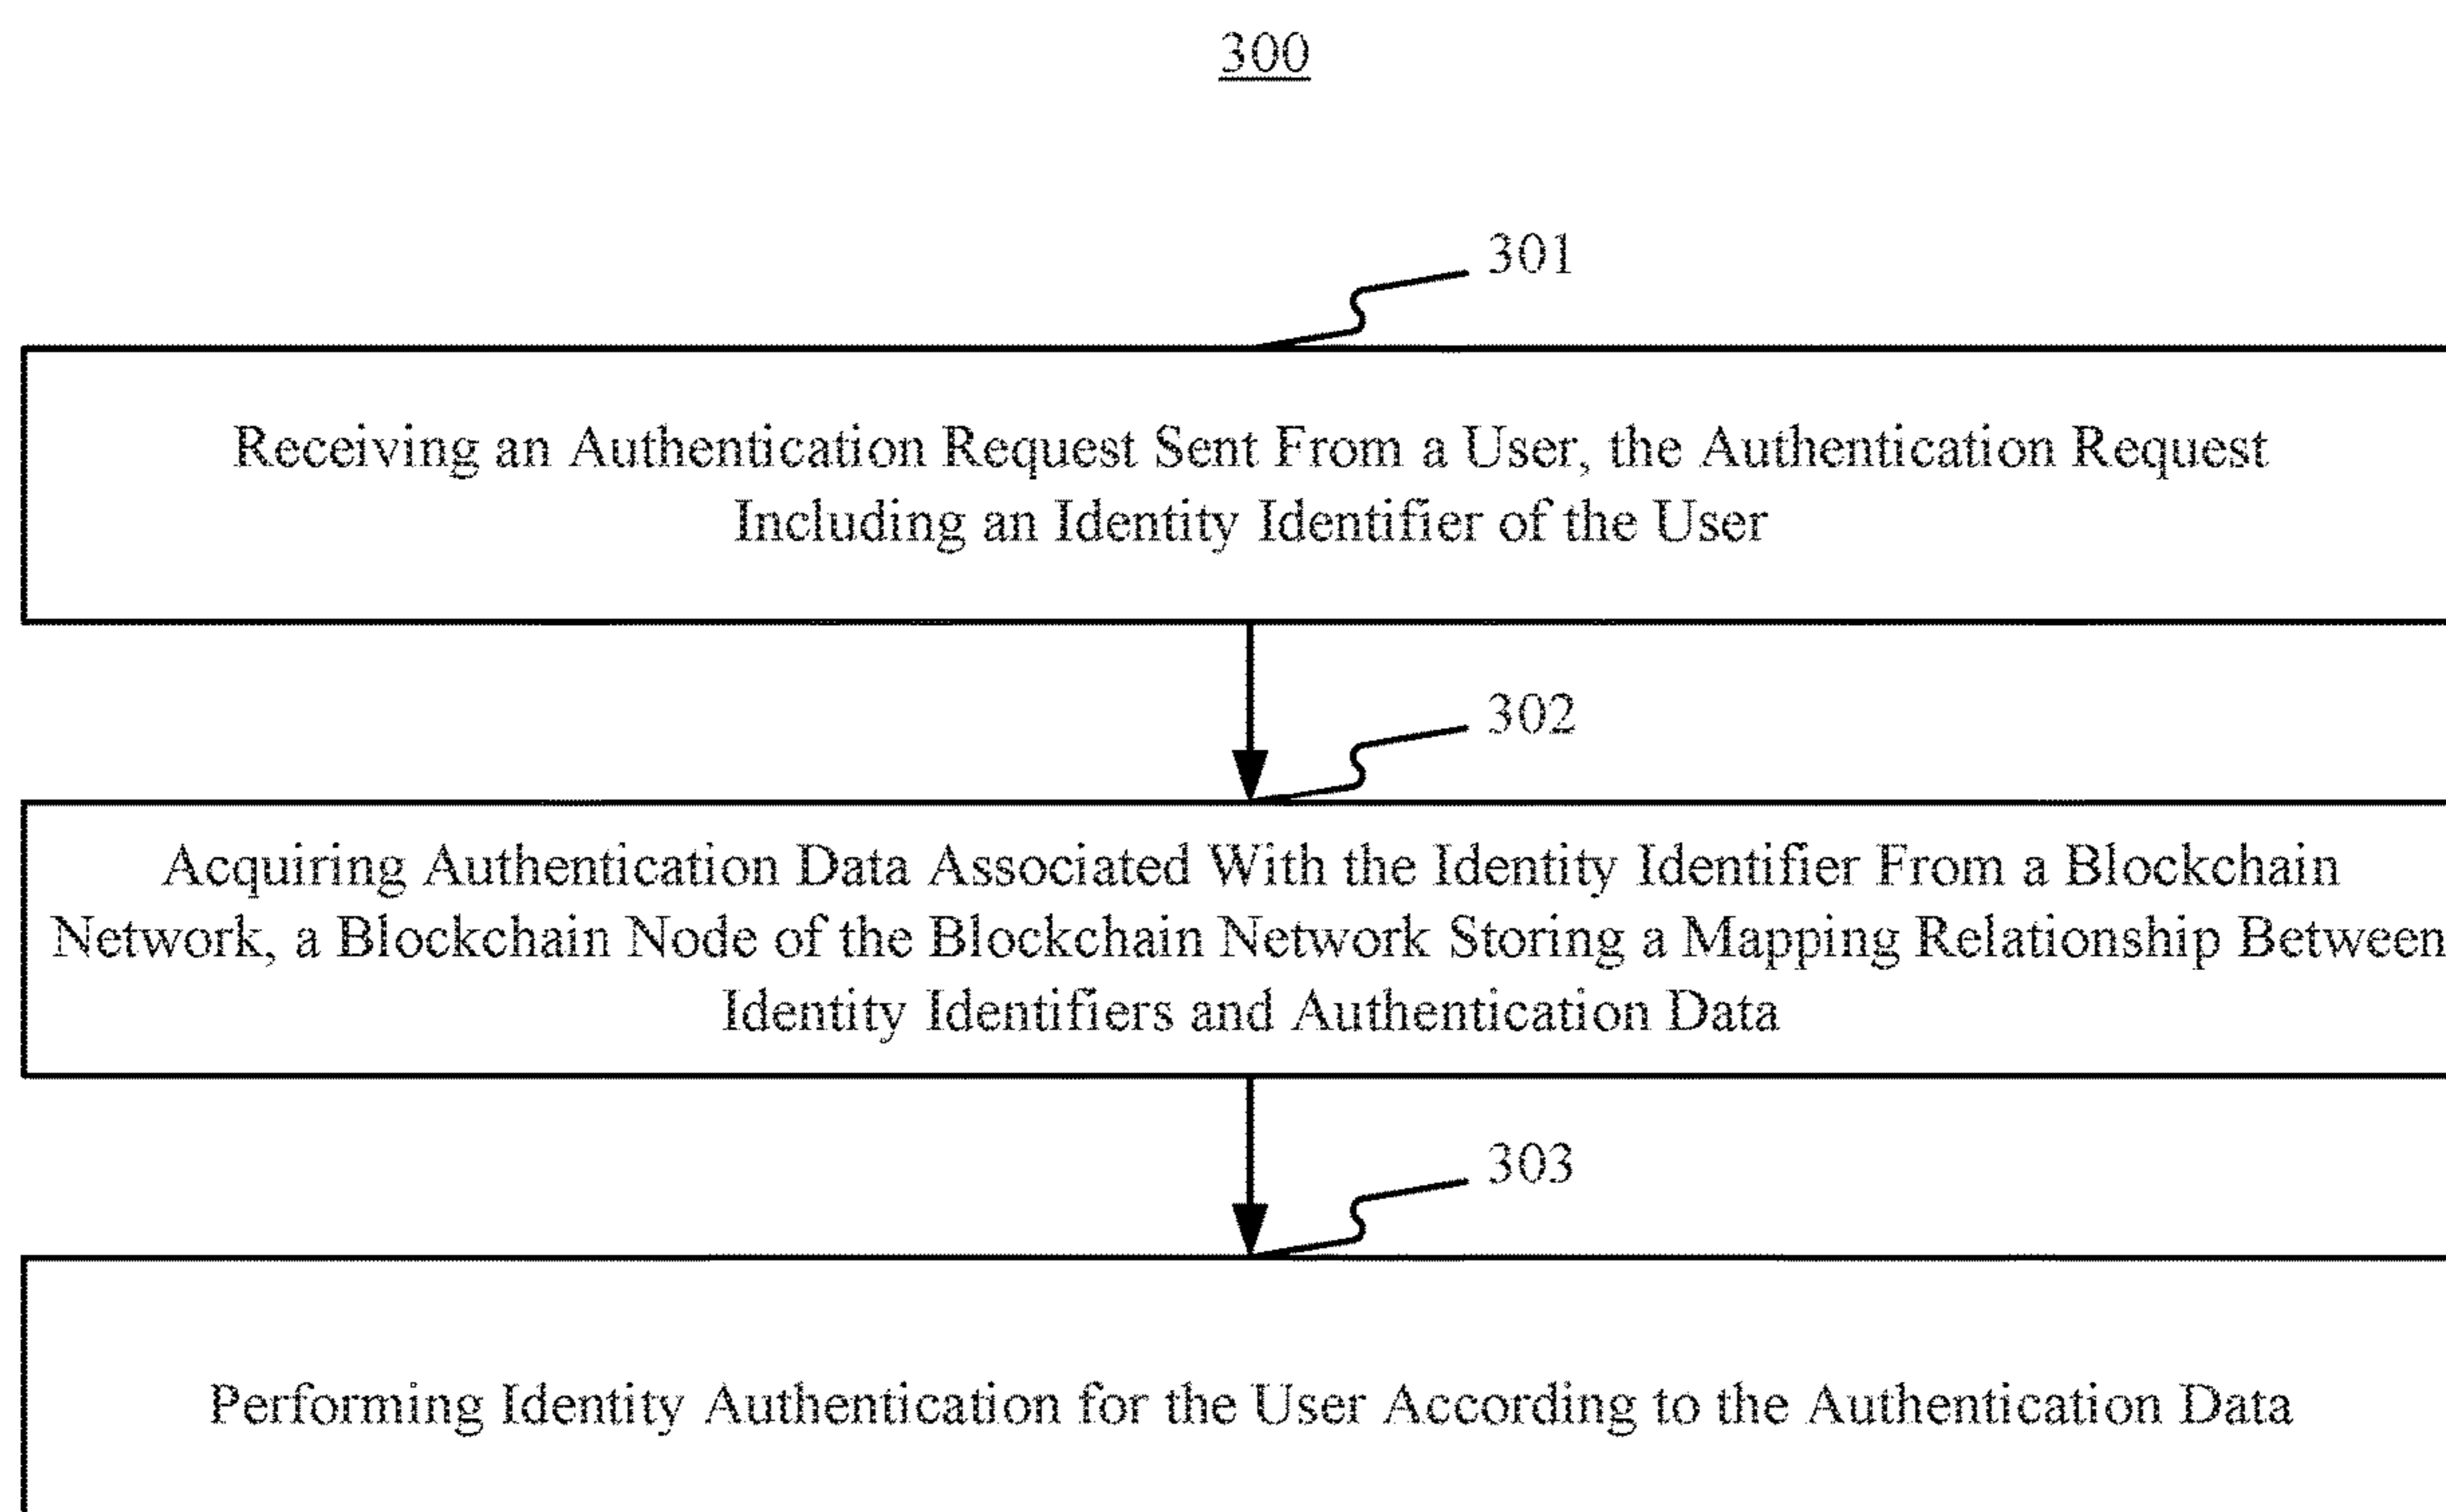 300
301
Receiving an Authentication Request Sent From a User, the Authentication Request
Including an Identity Identifier of the User
302
Acquiring Authentication Data Associated With the Identity Identifier From a Blockchain
Network, a Blockchain Node of the Blockchain Network Storing a Mapping Relationship Between
Identity Identifiers and Authentication Data
303
Performing Identity Authentication for the User According to the Authentication Data